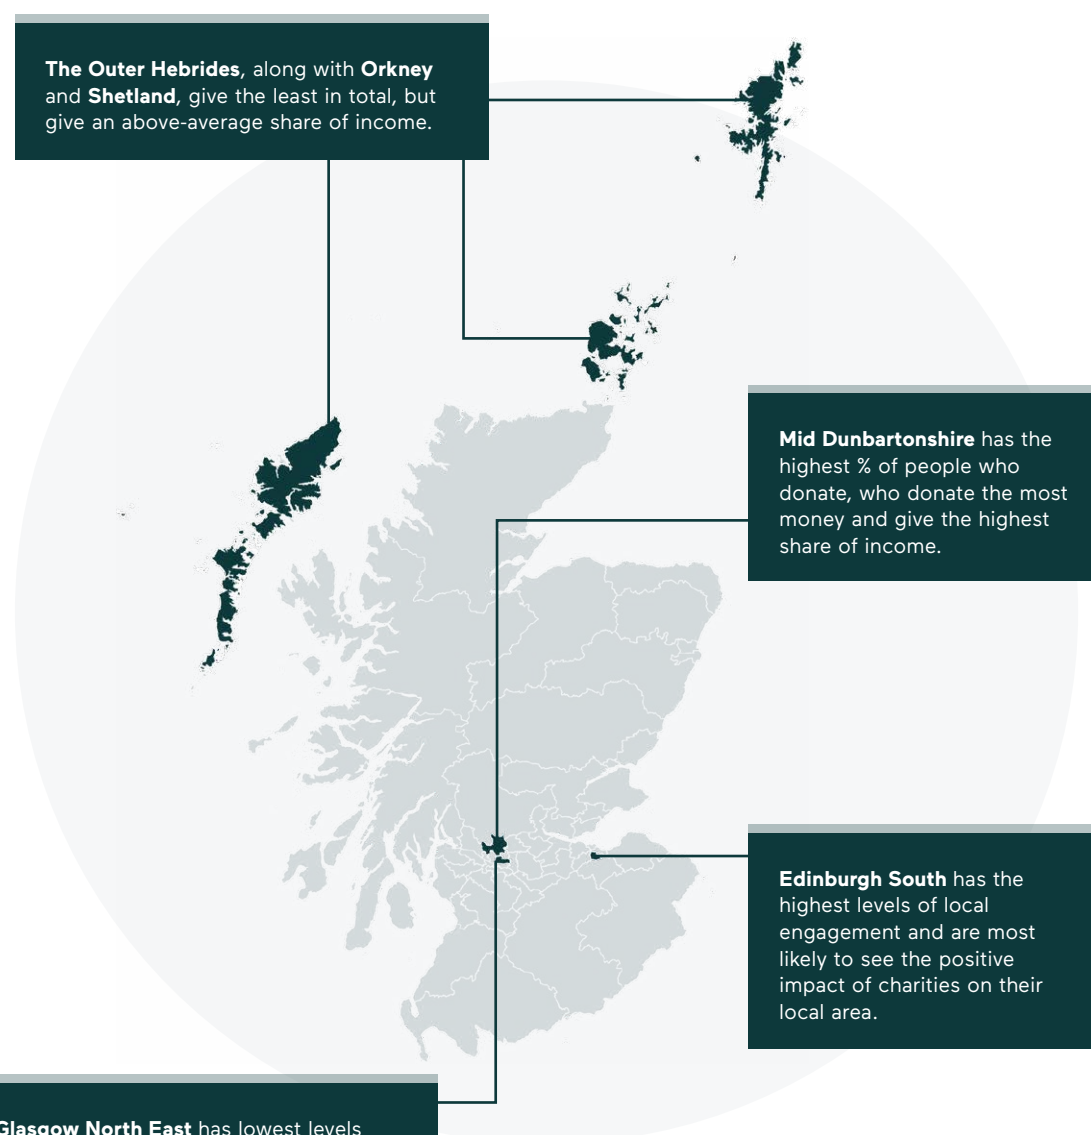 The Outer Hebrides, along with Orkney
and Shetland, give the least in total, but
give an above-average share of income.
Mid Dunbartonshire has the
highest % of people who
donate, who donate the most
money and give the highest
share of income.
Edinburgh South has the
highest levels of local
engagement and are most
likely to see the positive
impact of charities on their
local area.
Glasgow North East has lowest levels